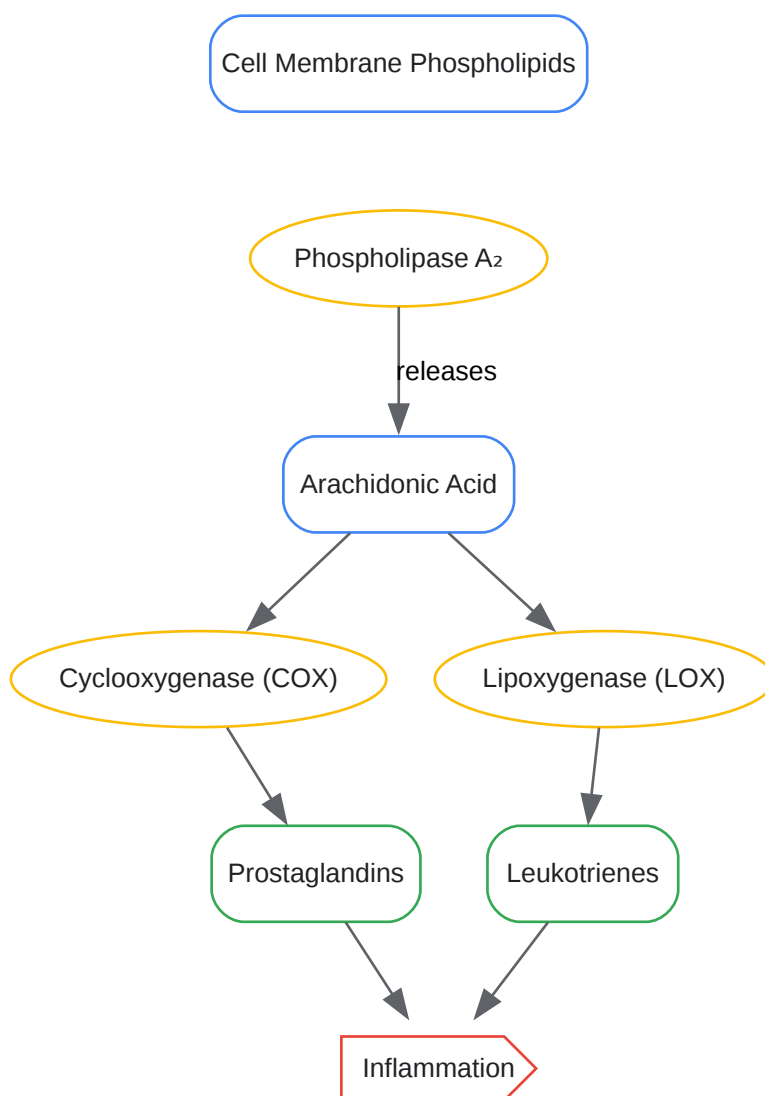 Cell Membrane Phospholipids
Phospholipase A₂
releases
Arachidonic Acid
Cyclooxygenase (COX)
Lipoxygenase (LOX)
Prostaglandins
Leukotrienes
Inflammation